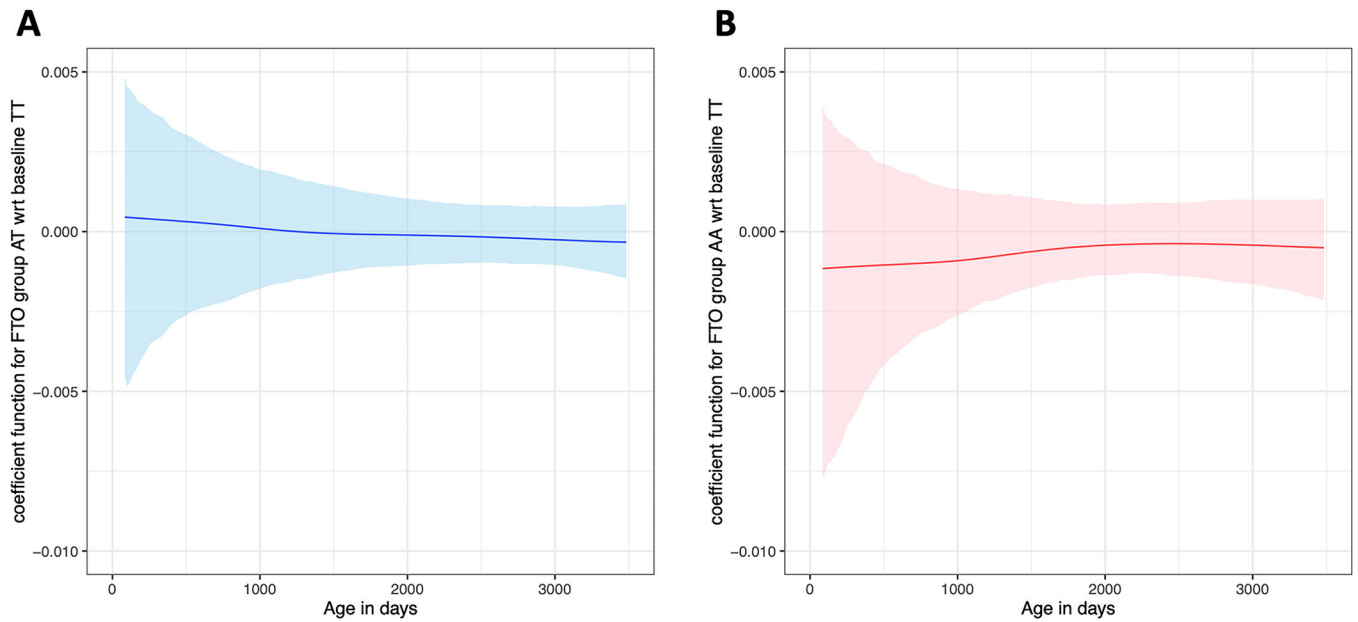 A
coefficient function for FTO group AT wrt baseline TT
0.005
0.000
−0.005
−0.010
0 1000 2000 3000
Age in days
B
coefficient function for FTO group AA wrt baseline TT
0.005
0.000
−0.005
−0.010
0 1000 2000 3000
Age in days